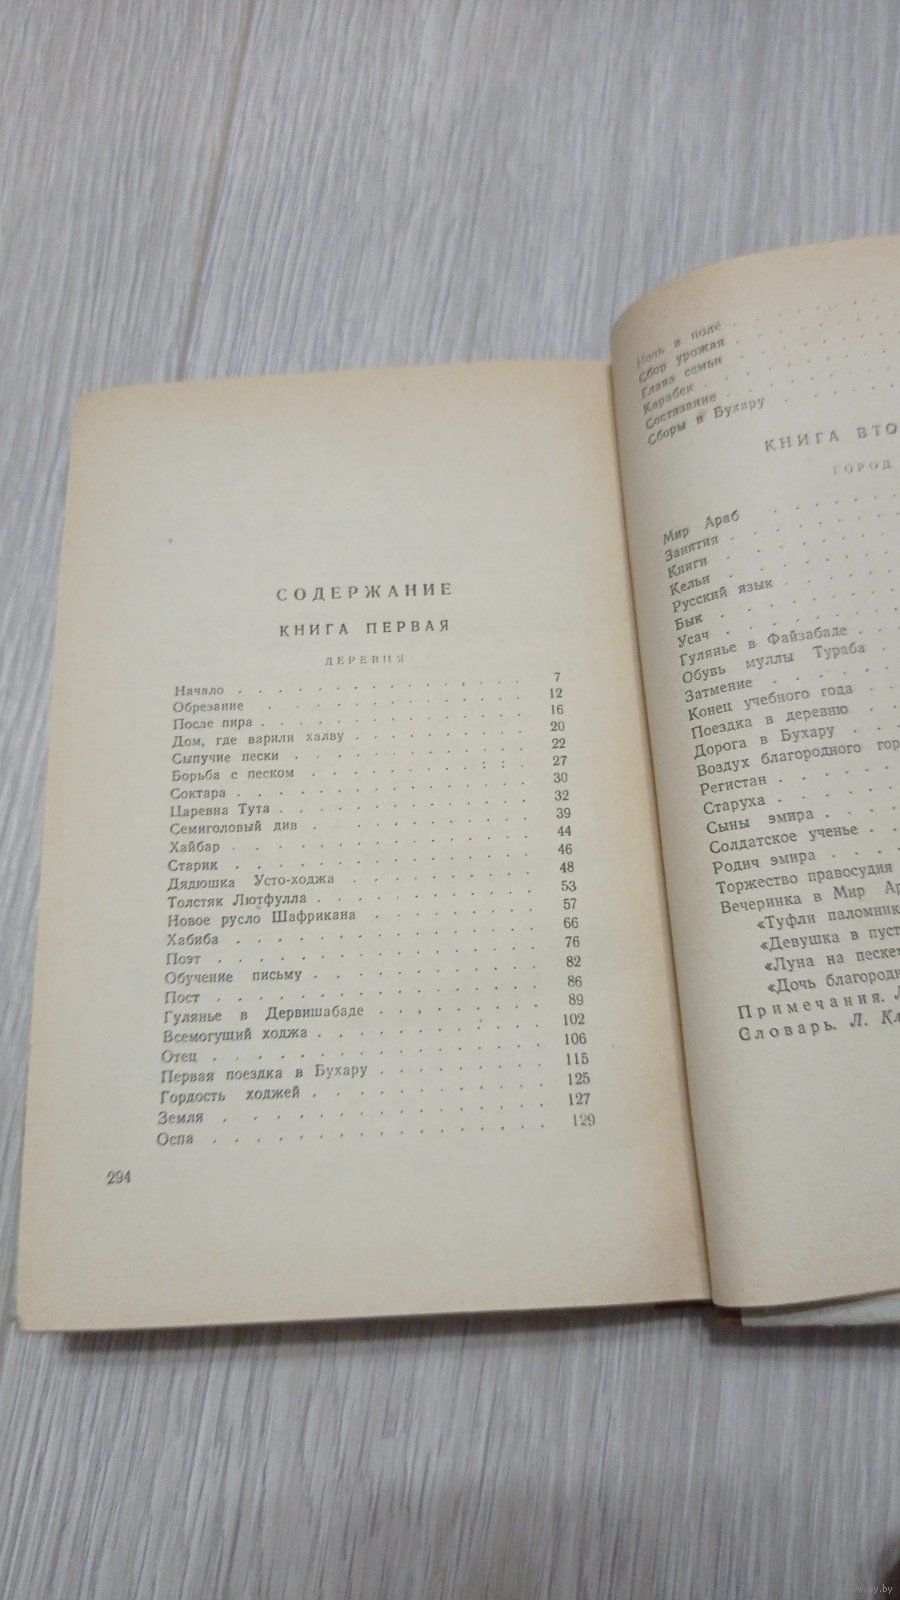 СОДЕРЖАНИЕ
КНИГА ПЕРВАЯ
ДЕРЕВНЯ
Начало . . . 7
Обрезание . . . 12
После пира . . . 16
Дом, где варили халву . . . 20
Сыпучие пески . . . 22
Борьба с песком . . . 27
Соктара . . . 30
Царевна Тута . . . 32
Семиголовый див . . . 39
Хайбар . . . 44
Старик . . . 46
Дядюшка Усто-ходжа . . . 48
Толстяк Лютфулла . . . 53
Новое русло Шафрикана . . . 57
Хабиба . . . 66
Поэт . . . 76
Обучение письму . . . 82
Пост . . . 86
Гулянье в Дервишабаде . . . 89
Всемогущий ходжа . . . 102
Отец . . . 106
Первая поездка в Бухару . . . 115
Гордость ходжей . . . 125
Земля . . . 127
Оспа . . . 129
294
Ночь в поле . . .
Сбор урожая . . .
Глава семьи . . .
Карабек . . .
Состязание . . .
Сборы в Бухару . . .
КНИГА ВТО
ГОРОД
Мир Араб . . .
Занятия . . .
Книги . . .
Кельи . . .
Русский язык . . .
Бык . . .
Усач . . .
Гулянье в Файзабаде . . .
Обувь муллы Тураба . . .
Затмение . . .
Конец учебного года . . .
Поездка в деревню . . .
Дорога в Бухару . . .
Воздух благородного гор
Регистан . . .
Старуха . . .
Сыны эмира . . .
Солдатское ученье . . .
Родич эмира . . .
Торжество правосудия
Вечеринка в Мир Ар
«Туфли паломник
«Девушка в пуст
«Луна на песке»
«Дочь благородн
Примечания. Л
Словарь. Л. Кл